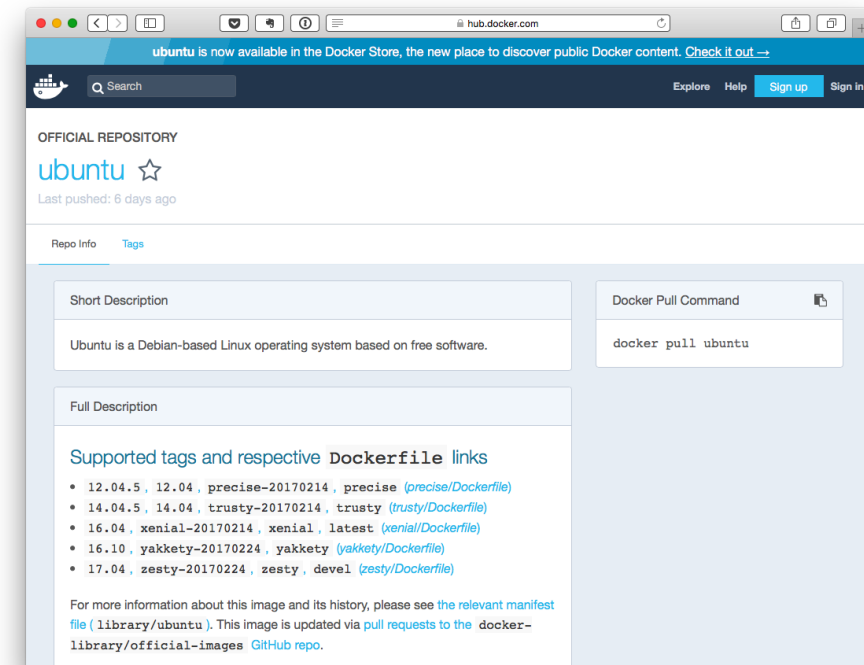 hub.docker.com
ubuntu is now available in the Docker Store, the new place to discover public Docker content. Check it out →
Search
Explore Help Sign up Sign in
OFFICIAL REPOSITORY
ubuntu
Last pushed: 6 days ago
Repo Info Tags
Short Description
Ubuntu is a Debian-based Linux operating system based on free software.
Docker Pull Command
docker pull ubuntu
Full Description
Supported tags and respective Dockerfile links
• 12.04.5, 12.04, precise-20170214, precise (precise/Dockerfile)
• 14.04.5, 14.04, trusty-20170214, trusty (trusty/Dockerfile)
• 16.04, xenial-20170214, xenial, latest (xenial/Dockerfile)
• 16.10, yakkety-20170224, yakkety (yakkety/Dockerfile)
• 17.04, zesty-20170224, zesty, devel (zesty/Dockerfile)
For more information about this image and its history, please see the relevant manifest
file ( library/ubuntu ). This image is updated via pull requests to the docker-
library/official-images GitHub repo.